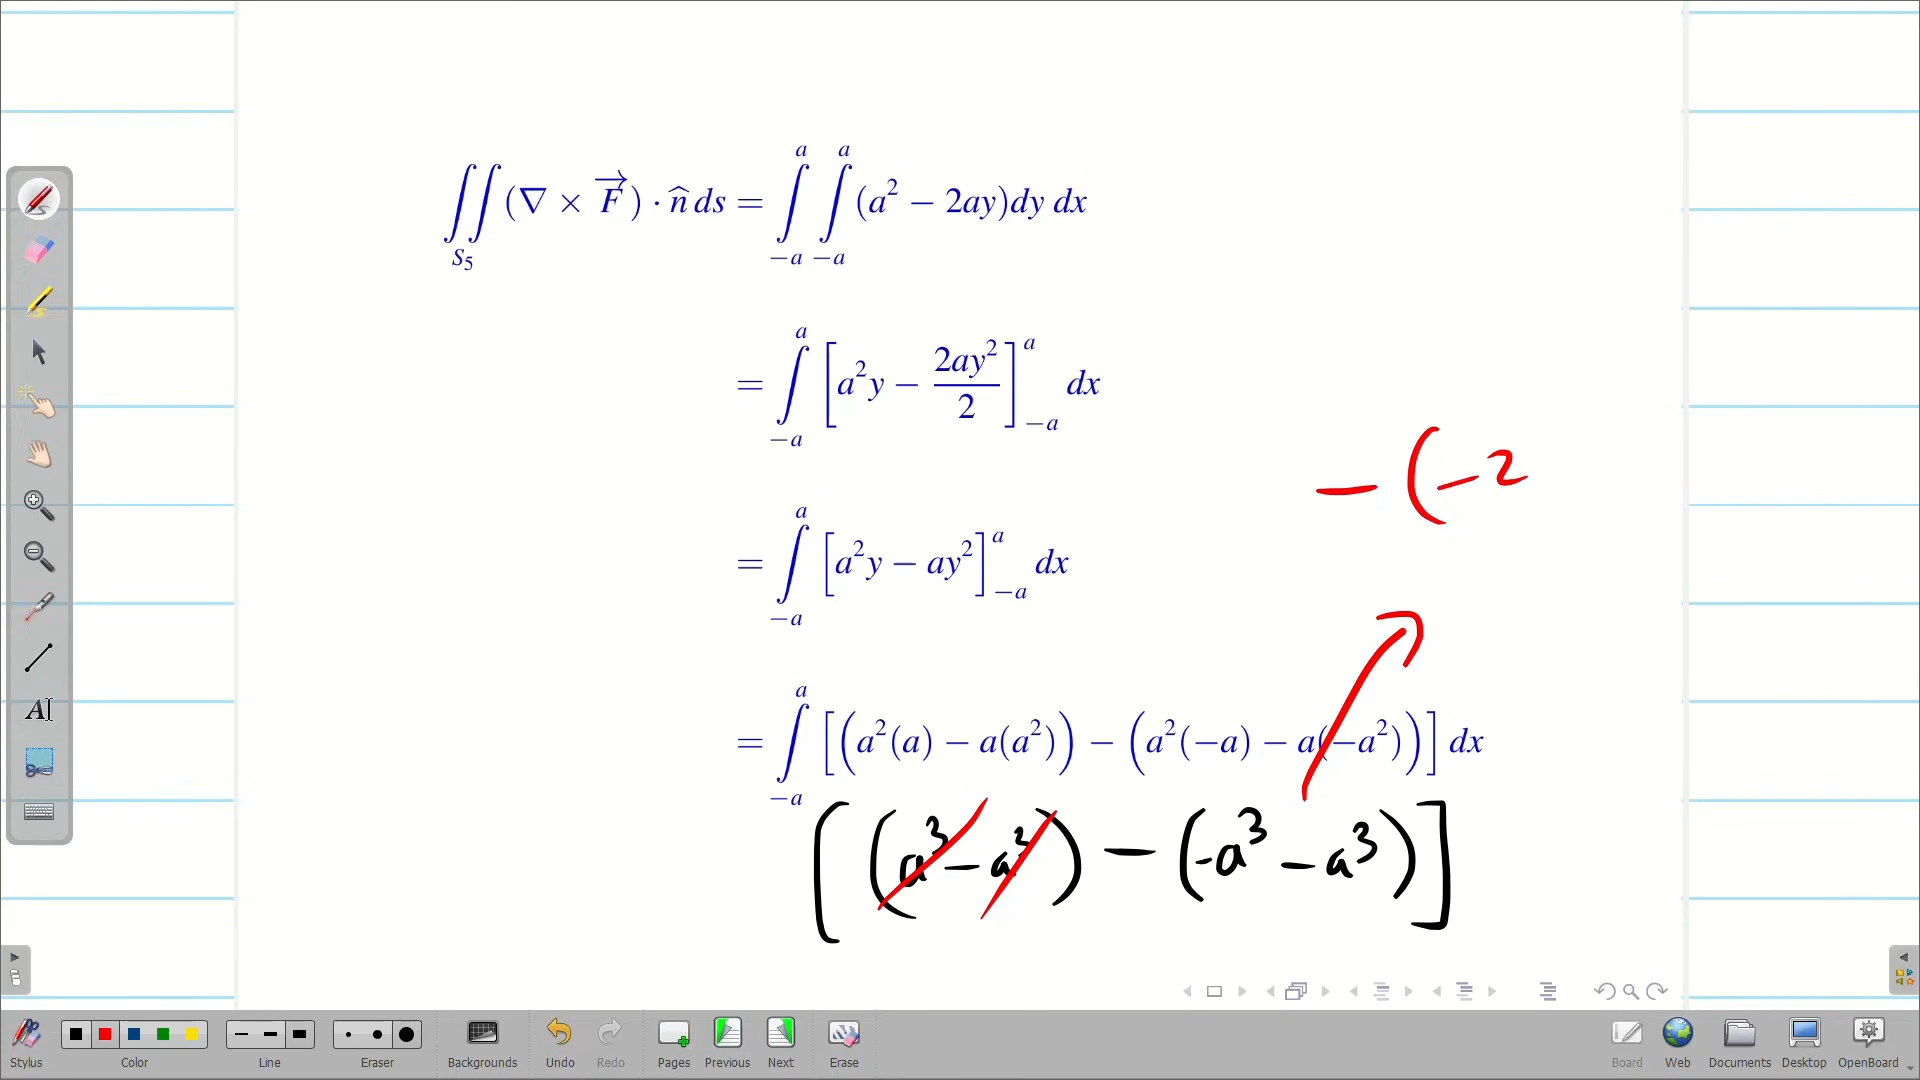 ∬_{S₅} (∇ × F⃗) · n̂ ds = ∫_{−a}^{a} ∫_{−a}^{a} (a² − 2ay)dy dx
= ∫_{−a}^{a} [a²y − 2ay²/2]_{−a}^{a} dx
− (−2
= ∫_{−a}^{a} [a²y − ay²]_{−a}^{a} dx
= ∫_{−a}^{a} [(a²(a) − a(a²)) − (a²(−a) − a(−a²))] dx
[(a³ − a³) − (-a³ − a³)]
A
Stylus Color Line Eraser Backgrounds Undo Redo Pages Previous Next Erase Board Web Documents Desktop OpenBoard